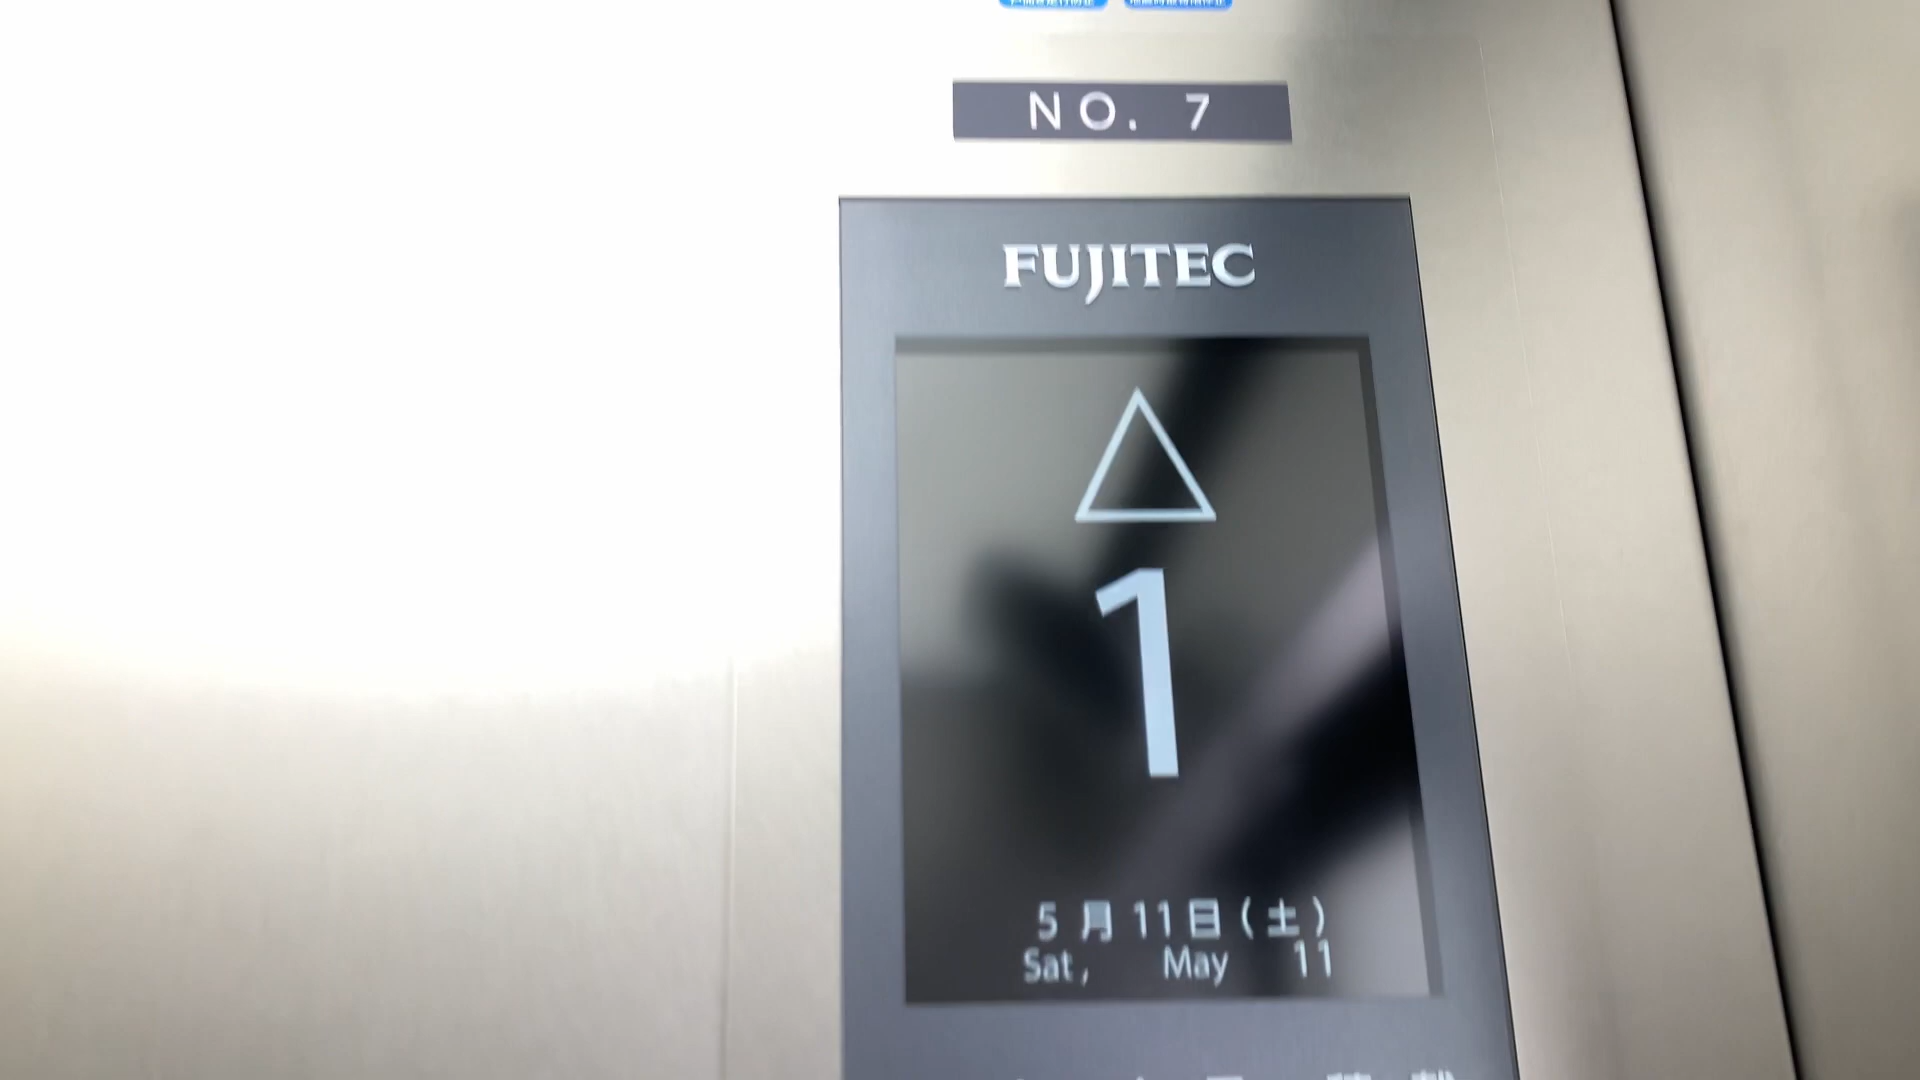 NO. 7
FUJITEC
1
5月11日(土)
Sat, May 11